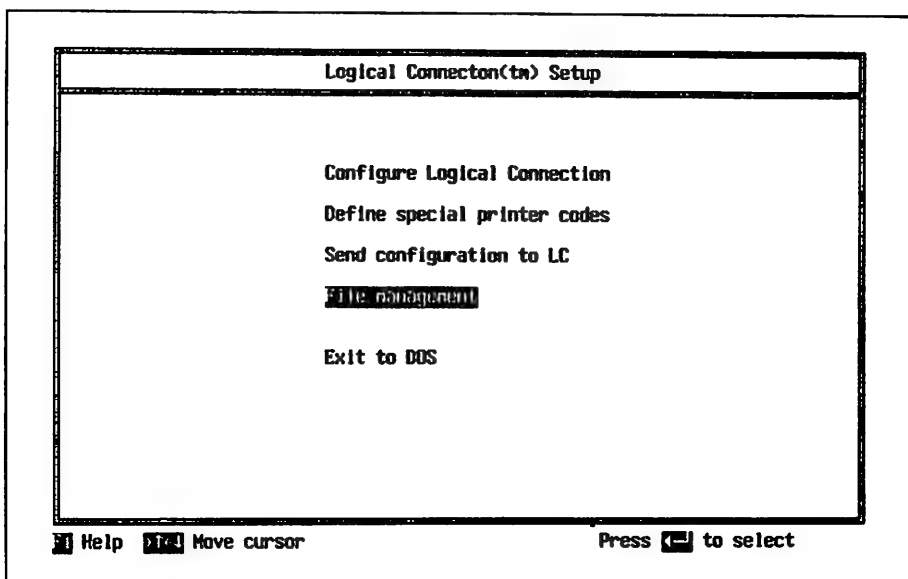 Logical Connecton(tm) Setup
Configure Logical Connection
Define special printer codes
Send configuration to LC
File management
Exit to DOS
F1 Help Move cursor Press to select